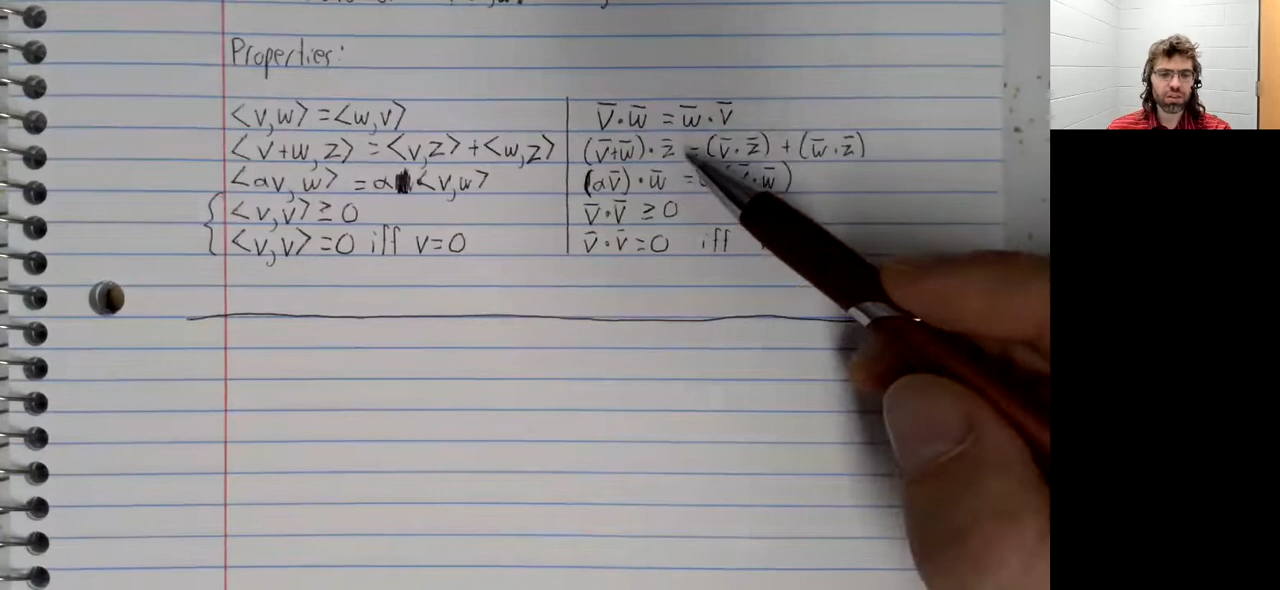 Properties:
<v,w> = <w,v> v̄·w̄ = w̄·v̄
<v+w,z> = <v,z> + <w,z> (v̄+w̄)·z̄ = (v̄·z̄) + (w̄·z̄)
<αv,w> = α <v,w> (αv̄)·w̄ = ·w̄)
<v,v> ≥ 0 v̄·v̄ ≥ 0
<v,v> = 0 iff v=0 v̄·v̄ = 0 iff